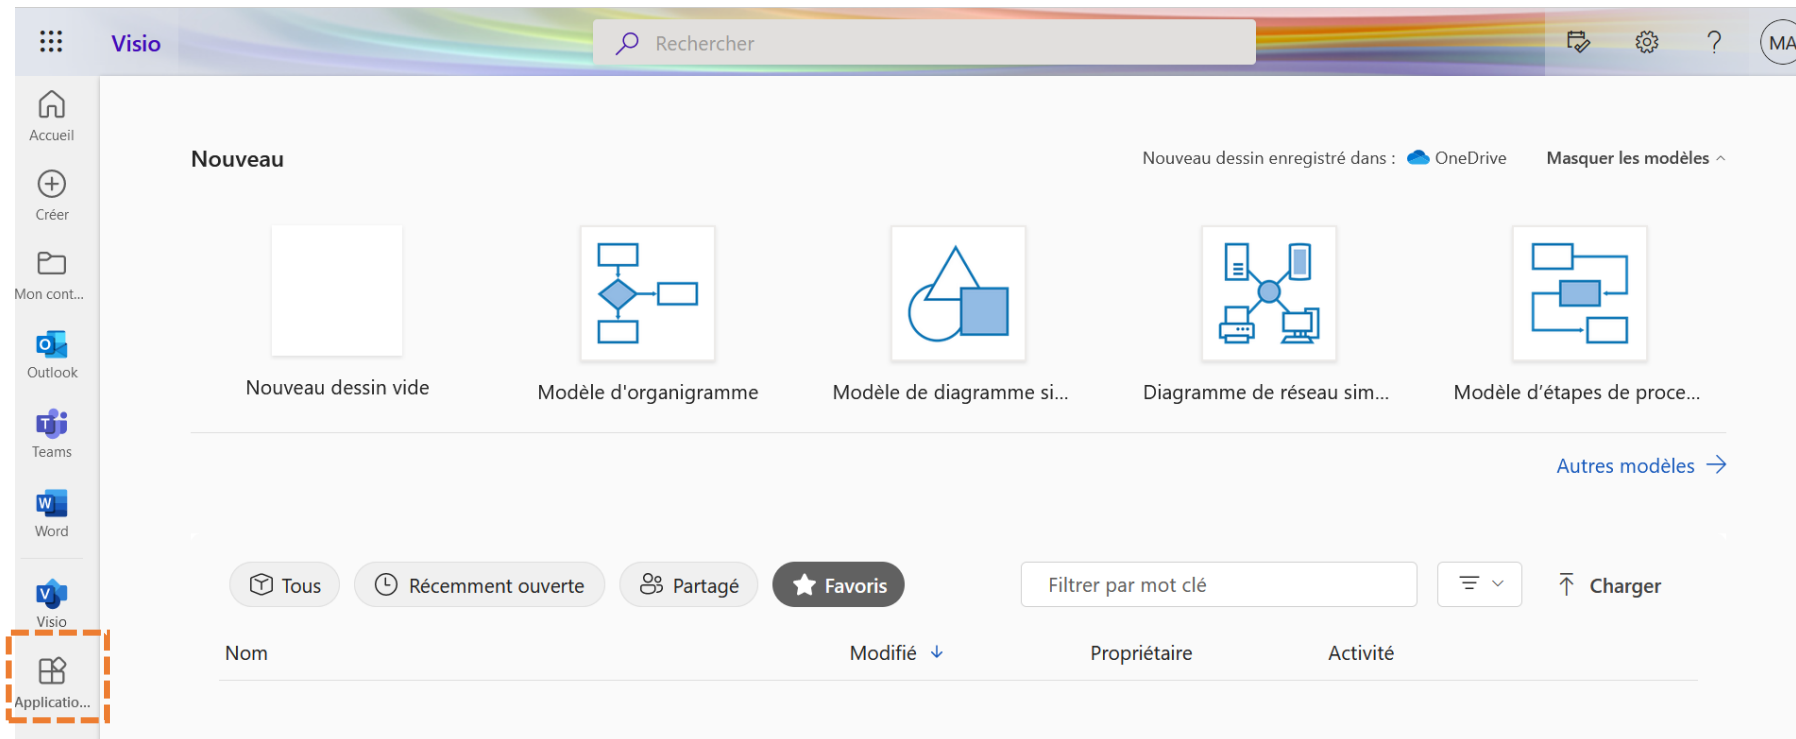 Visio
Rechercher
MA
Accueil
Créer
Mon cont...
Outlook
Teams
Word
Visio
Applicatio...
Nouveau
Nouveau dessin enregistré dans : OneDrive
Masquer les modèles
Nouveau dessin vide
Modèle d'organigramme
Modèle de diagramme si...
Diagramme de réseau sim...
Modèle d’étapes de proce...
Autres modèles
Tous
Récemment ouverte
Partagé
Favoris
Filtrer par mot clé
Charger
Nom
Modifié
Propriétaire
Activité